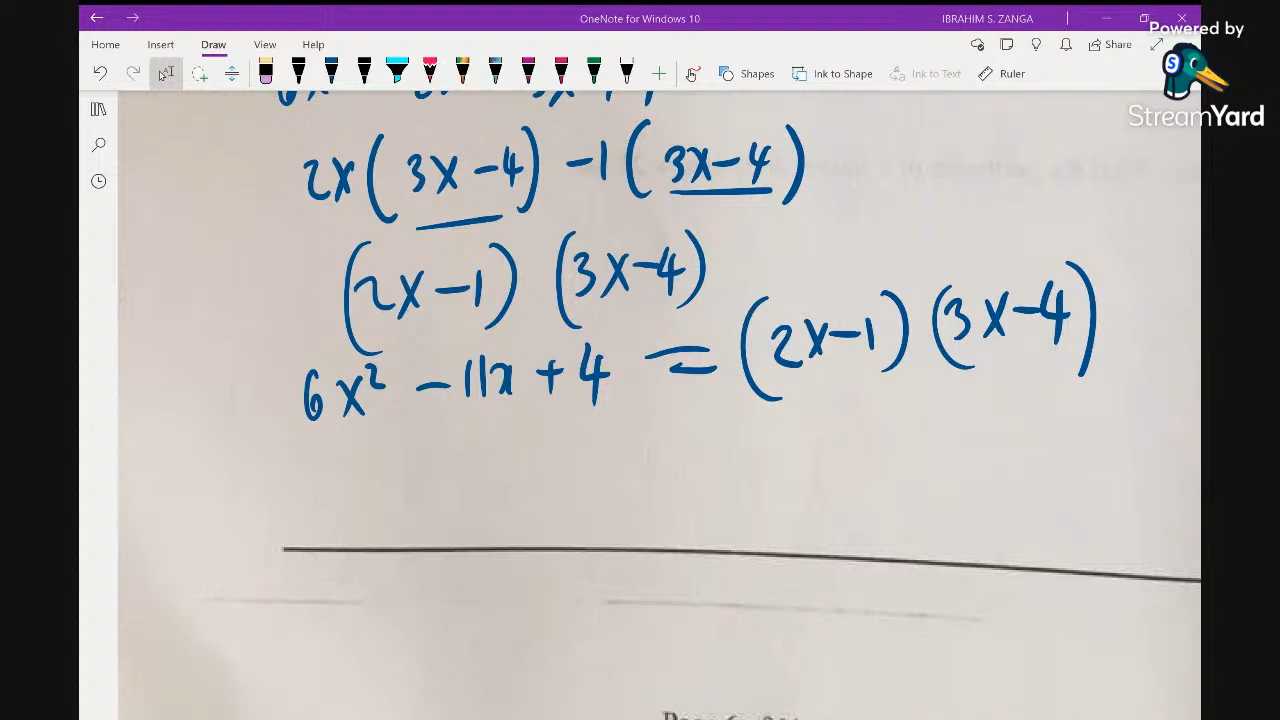 OneNote for Windows 10
IBRAHIM S. ZANGA
Powered by
StreamYard
Home Insert Draw View Help
Share
Shapes Ink to Shape Ink to Text Ruler
2x(3x-4) -1(3x-4)
(2x-1) (3x-4)
6x² - 11x + 4 = (2x-1)(3x-4)